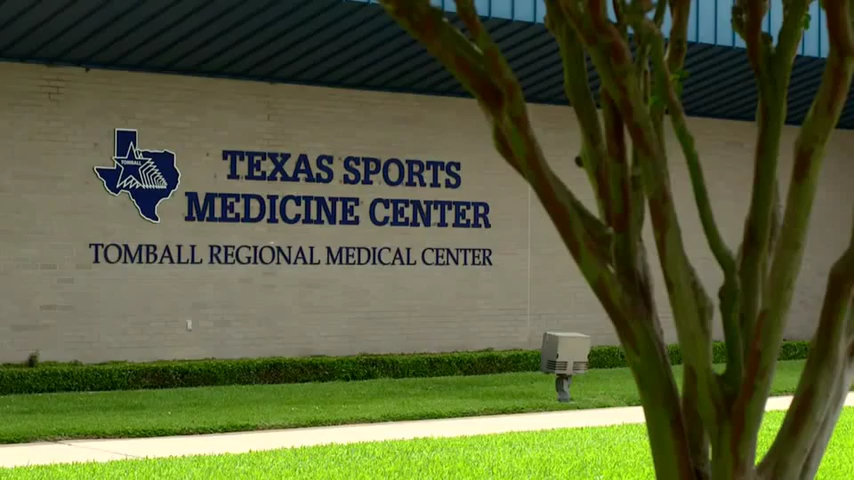 TOMBALL
TEXAS SPORTS
MEDICINE CENTER
TOMBALL REGIONAL MEDICAL CENTER